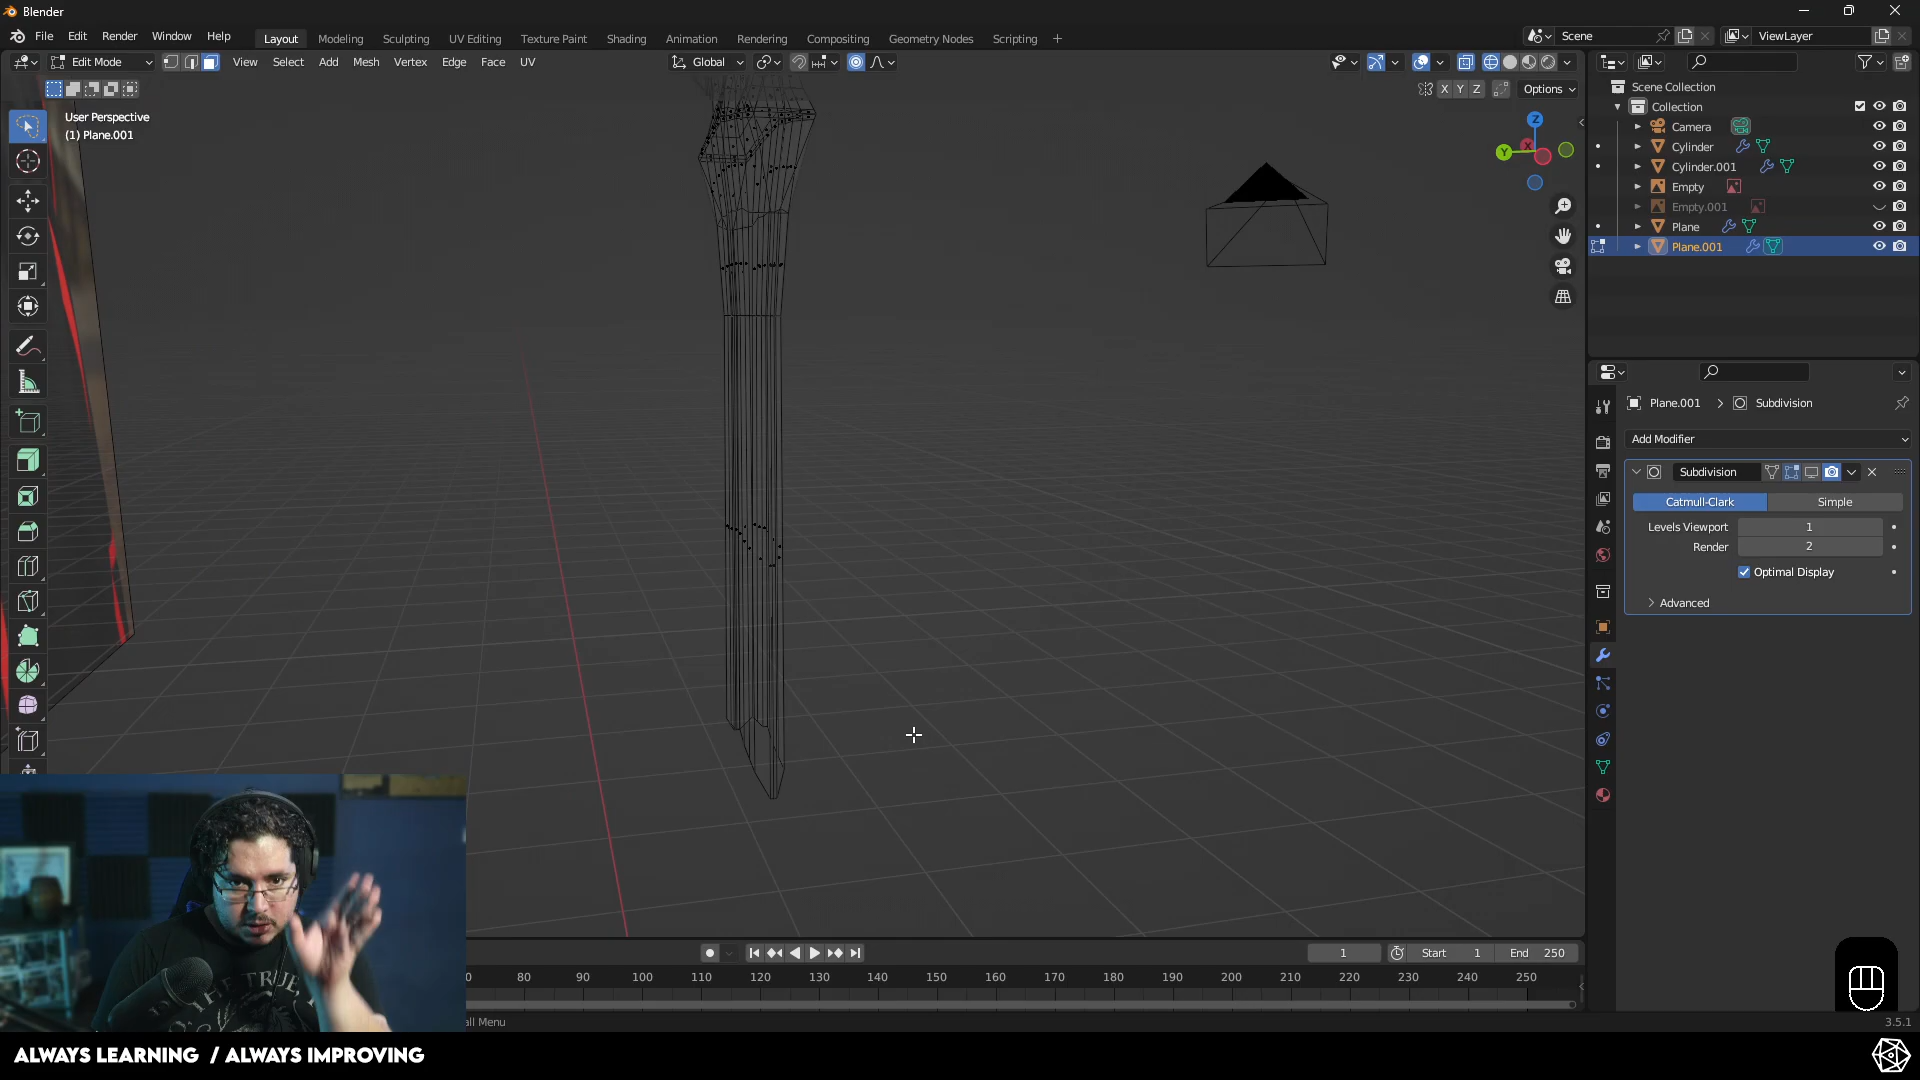 Blender
File Edit Render Window Help
Layout Modeling Sculpting UV Editing Texture Paint Shading Animation Rendering Compositing Geometry Nodes Scripting +
Scene
ViewLayer
Edit Mode
View Select Add Mesh Vertex Edge Face UV
Global
X Y Z
Options
User Perspective
(1) Plane.001
Z
Y
X
Scene Collection
Collection
Camera
Cylinder
Cylinder.001
Empty
Empty.001
Plane
Plane.001
Plane.001 > Subdivision
Add Modifier
Subdivision
Catmull-Clark Simple
Levels Viewport 1
Render 2
Optimal Display
Advanced
1
Start 1 End 250
0 80 90 100 110 120 130 140 150 160 170 180 190 200 210 220 230 240 250
all Menu
3.5.1
ALWAYS LEARNING / ALWAYS IMPROVING